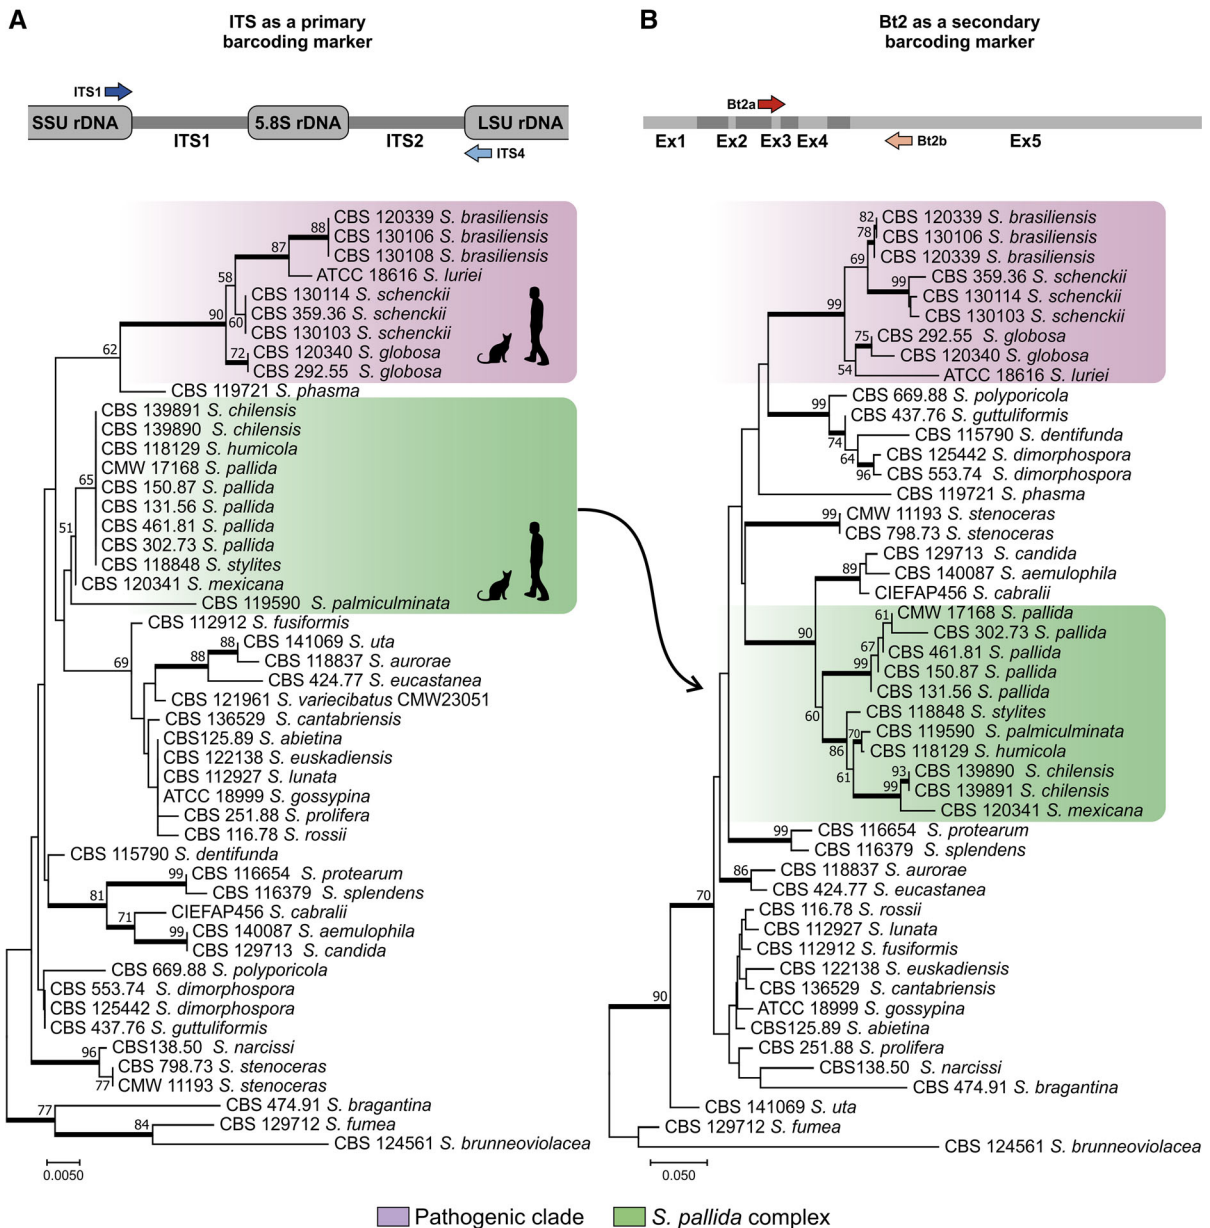 A
ITS as a primary
barcoding marker
ITS1
SSU rDNA
5.8S rDNA
LSU rDNA
ITS1
ITS2
ITS4
88
CBS 120339 S. brasiliensis
CBS 130106 S. brasiliensis
87
CBS 130108 S. brasiliensis
58
ATCC 18616 S. luriei
CBS 130114 S. schenckii
90
CBS 359.36 S. schenckii
60
CBS 130103 S. schenckii
72
CBS 120340 S. globosa
62
CBS 292.55 S. globosa
CBS 119721 S. phasma
CBS 139891 S. chilensis
CBS 139890 S. chilensis
CBS 118129 S. humicola
CMW 17168 S. pallida
65
CBS 150.87 S. pallida
CBS 131.56 S. pallida
51
CBS 461.81 S. pallida
CBS 302.73 S. pallida
CBS 118848 S. stylites
CBS 120341 S. mexicana
CBS 119590 S. palmiculminata
CBS 112912 S. fusiformis
88
CBS 141069 S. uta
69
88
CBS 118837 S. aurorae
CBS 424.77 S. eucastanea
CBS 121961 S. variecibatus CMW23051
CBS 136529 S. cantabriensis
CBS125.89 S. abietina
CBS 122138 S. euskadiensis
CBS 112927 S. lunata
ATCC 18999 S. gossypina
CBS 251.88 S. prolifera
CBS 116.78 S. rossii
CBS 115790 S. dentifunda
99
CBS 116654 S. protearum
81
CBS 116379 S. splendens
71
CIEFAP456 S. cabralii
99
CBS 140087 S. aemulophila
CBS 129713 S. candida
CBS 669.88 S. polyporicola
CBS 553.74 S. dimorphospora
CBS 125442 S. dimorphospora
CBS 437.76 S. guttuliformis
96
CBS138.50 S. narcissi
CBS 798.73 S. stenoceras
77
CMW 11193 S. stenoceras
77
CBS 474.91 S. bragantina
84
CBS 129712 S. fumea
CBS 124561 S. brunneoviolacea
0.0050
B
Bt2 as a secondary
barcoding marker
Bt2a
Ex1
Ex2
Ex3
Ex4
Bt2b
Ex5
82
CBS 120339 S. brasiliensis
78
CBS 130106 S. brasiliensis
69
CBS 120339 S. brasiliensis
99
CBS 359.36 S. schenckii
CBS 130114 S. schenckii
99
CBS 130103 S. schenckii
75
CBS 292.55 S. globosa
CBS 120340 S. globosa
54
ATCC 18616 S. luriei
99
CBS 669.88 S. polyporicola
CBS 437.76 S. guttuliformis
74
CBS 115790 S. dentifunda
64
CBS 125442 S. dimorphospora
96
CBS 553.74 S. dimorphospora
CBS 119721 S. phasma
99
CMW 11193 S. stenoceras
CBS 798.73 S. stenoceras
CBS 129713 S. candida
89
CBS 140087 S. aemulophila
CIEFAP456 S. cabralii
61
CMW 17168 S. pallida
90
CBS 302.73 S. pallida
67
CBS 461.81 S. pallida
99
CBS 150.87 S. pallida
CBS 131.56 S. pallida
60
CBS 118848 S. stylites
70
CBS 119590 S. palmiculminata
86
CBS 118129 S. humicola
61
93
CBS 139890 S. chilensis
99
CBS 139891 S. chilensis
CBS 120341 S. mexicana
99
CBS 116654 S. protearum
CBS 116379 S. splendens
86
CBS 118837 S. aurorae
CBS 424.77 S. eucastanea
70
CBS 116.78 S. rossii
CBS 112927 S. lunata
CBS 112912 S. fusiformis
CBS 122138 S. euskadiensis
CBS 136529 S. cantabriensis
90
ATCC 18999 S. gossypina
CBS125.89 S. abietina
CBS 251.88 S. prolifera
CBS138.50 S. narcissi
CBS 474.91 S. bragantina
CBS 141069 S. uta
CBS 129712 S. fumea
CBS 124561 S. brunneoviolacea
0.050
Pathogenic clade
S. pallida complex